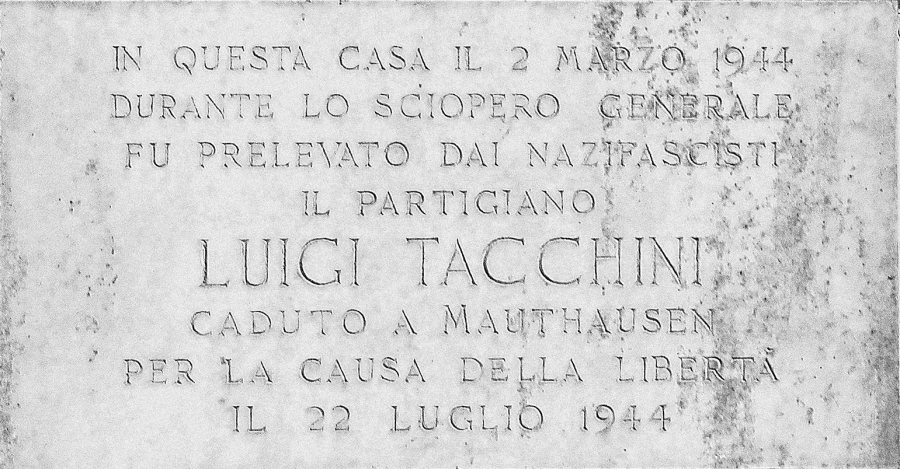 IN QUESTA CASA IL 2 MARZO 1944
DURANTE LO SCIOPERO GENERALE
FU PRELEVATO DAI NAZIFASCISTI
IL PARTIGIANO
LUIGI TACCHINI
CADUTO A MAUTHAUSEN
PER LA CAUSA DELLA LIBERTÀ
IL 22 LUGLIO 1944